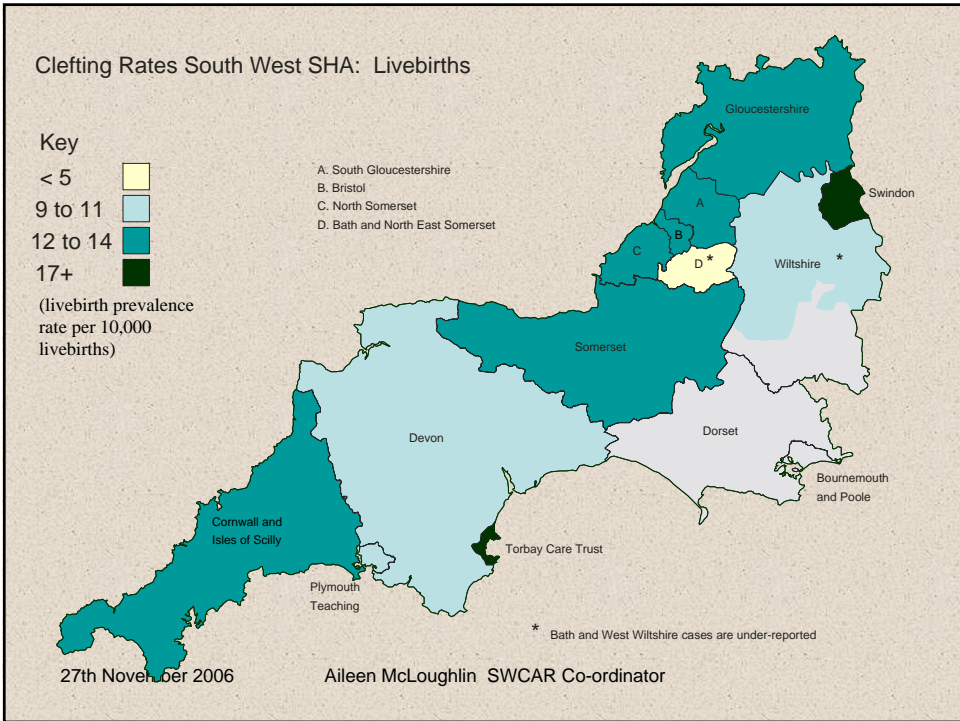 Clefting Rates South West SHA: Livebirths
Key
< 5
9 to 11
12 to 14
17+
(livebirth prevalence
rate per 10,000
livebirths)
A. South Gloucestershire
B. Bristol
C. North Somerset
D. Bath and North East Somerset
Gloucestershire
Swindon
A
B
C
D *
Wiltshire *
Somerset
Devon
Dorset
Bournemouth
and Poole
Cornwall and
Isles of Scilly
Torbay Care Trust
Plymouth
Teaching
* Bath and West Wiltshire cases are under-reported
27th November 2006
Aileen McLoughlin SWCAR Co-ordinator